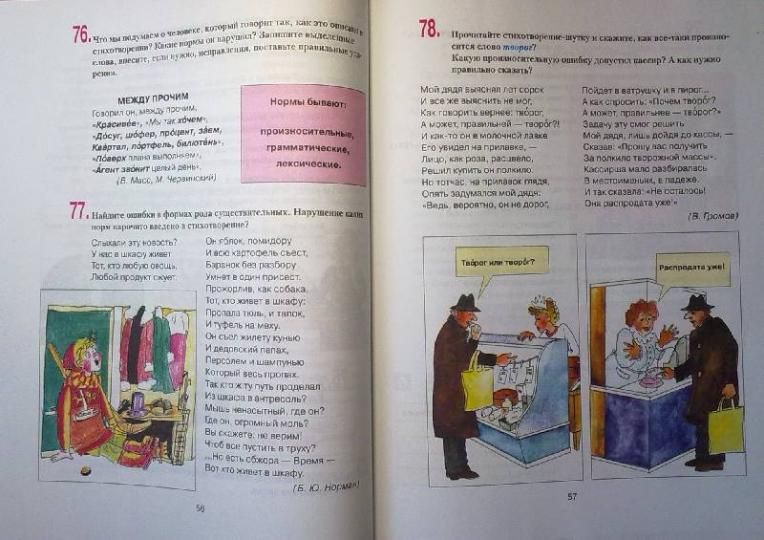 76. Что мы подумаем о человеке, который говорит так, как это описано в
стихотворении? Какие нормы он нарушил? Запишите выделенные
слова, внесите, если нужно, исправления, поставьте правильные уда-
рения.
МЕЖДУ ПРОЧИМ
Говорил он, между прочим,
«Красивéе», «Мы так хóчем»,
«Дóсуг, шóфер, прóцент, зáем,
Квáртал, пóртфель, бюллетéнь»,
«Пóверх плана выполняем»,
«Áгент звóнит целый день».
(В. Масс, М. Червинский)
Нормы бывают:
произносительные,
грамматические,
лексические.
77. Найдите ошибки в формах рода существительных. Нарушение каких
норм нарочито введено в стихотворение?
Слыхали эту новость?
У нас в шкафу живет
Тот, кто любую овощь,
Любой продукт сжует.
Он яблок, помидору
И всю картофель съест,
Баранок без разбору
Умнет в один присест.
Прожорлив, как собака,
Тот, кто живет в шкафу:
Пропала тюль, и тапок,
И туфель на меху.
Он съел жилету кунью
И дедовский папах,
Персолем и шампунью
Который весь пропах.
Так кто ж ту путь проделал
Из шкафа в антресоль?
Мышь ненасытный, где он?
Где он, огромный моль?
Вы скажете: не верим!
Чтоб все пустить в труху?
...Но есть обжора — Время —
Вот кто живет в шкафу.
(Б. Ю. Норман)
56
78. Прочитайте стихотворение-шутку и скажите, как все-таки произно-
сится слово творог?
Какую произносительную ошибку допустил кассир? А как нужно
правильно сказать?
Мой дядя выяснял лет сорок
И все же выяснить не мог,
Как говорить вернее: твóрог,
А может, правильней — творóг?!
И как-то он в молочной лавке
Его увидел на прилавке, —
Лицо, как роза, расцвело,
Решил купить он полкило.
Но тотчас, на прилавок глядя,
Опять задумался мой дядя:
«Ведь, вероятно, он не дорог,
Пойдет в ватрушку и в пирог...
А как спросить: «Почем твóрог?
А может, правильнее — творóг?»
Задачу эту смог решить
Мой дядя, лишь дойдя до кассы, —
Сказав: «Прошу вас получить
За полкило творожной массы».
Кассирша мало разбиралась
В местоимениях, в падеже.
И так сказала: «Не осталось!
Она распродата уже!»
(В. Громов)
Твóрог или творóг?
Распродата уже!
57